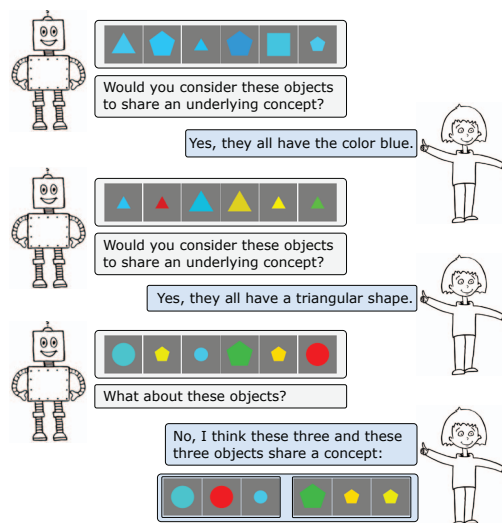 Would you consider these objects
to share an underlying concept?
Yes, they all have the color blue.
Would you consider these objects
to share an underlying concept?
Yes, they all have a triangular shape.
What about these objects?
No, I think these three and these
three objects share a concept: